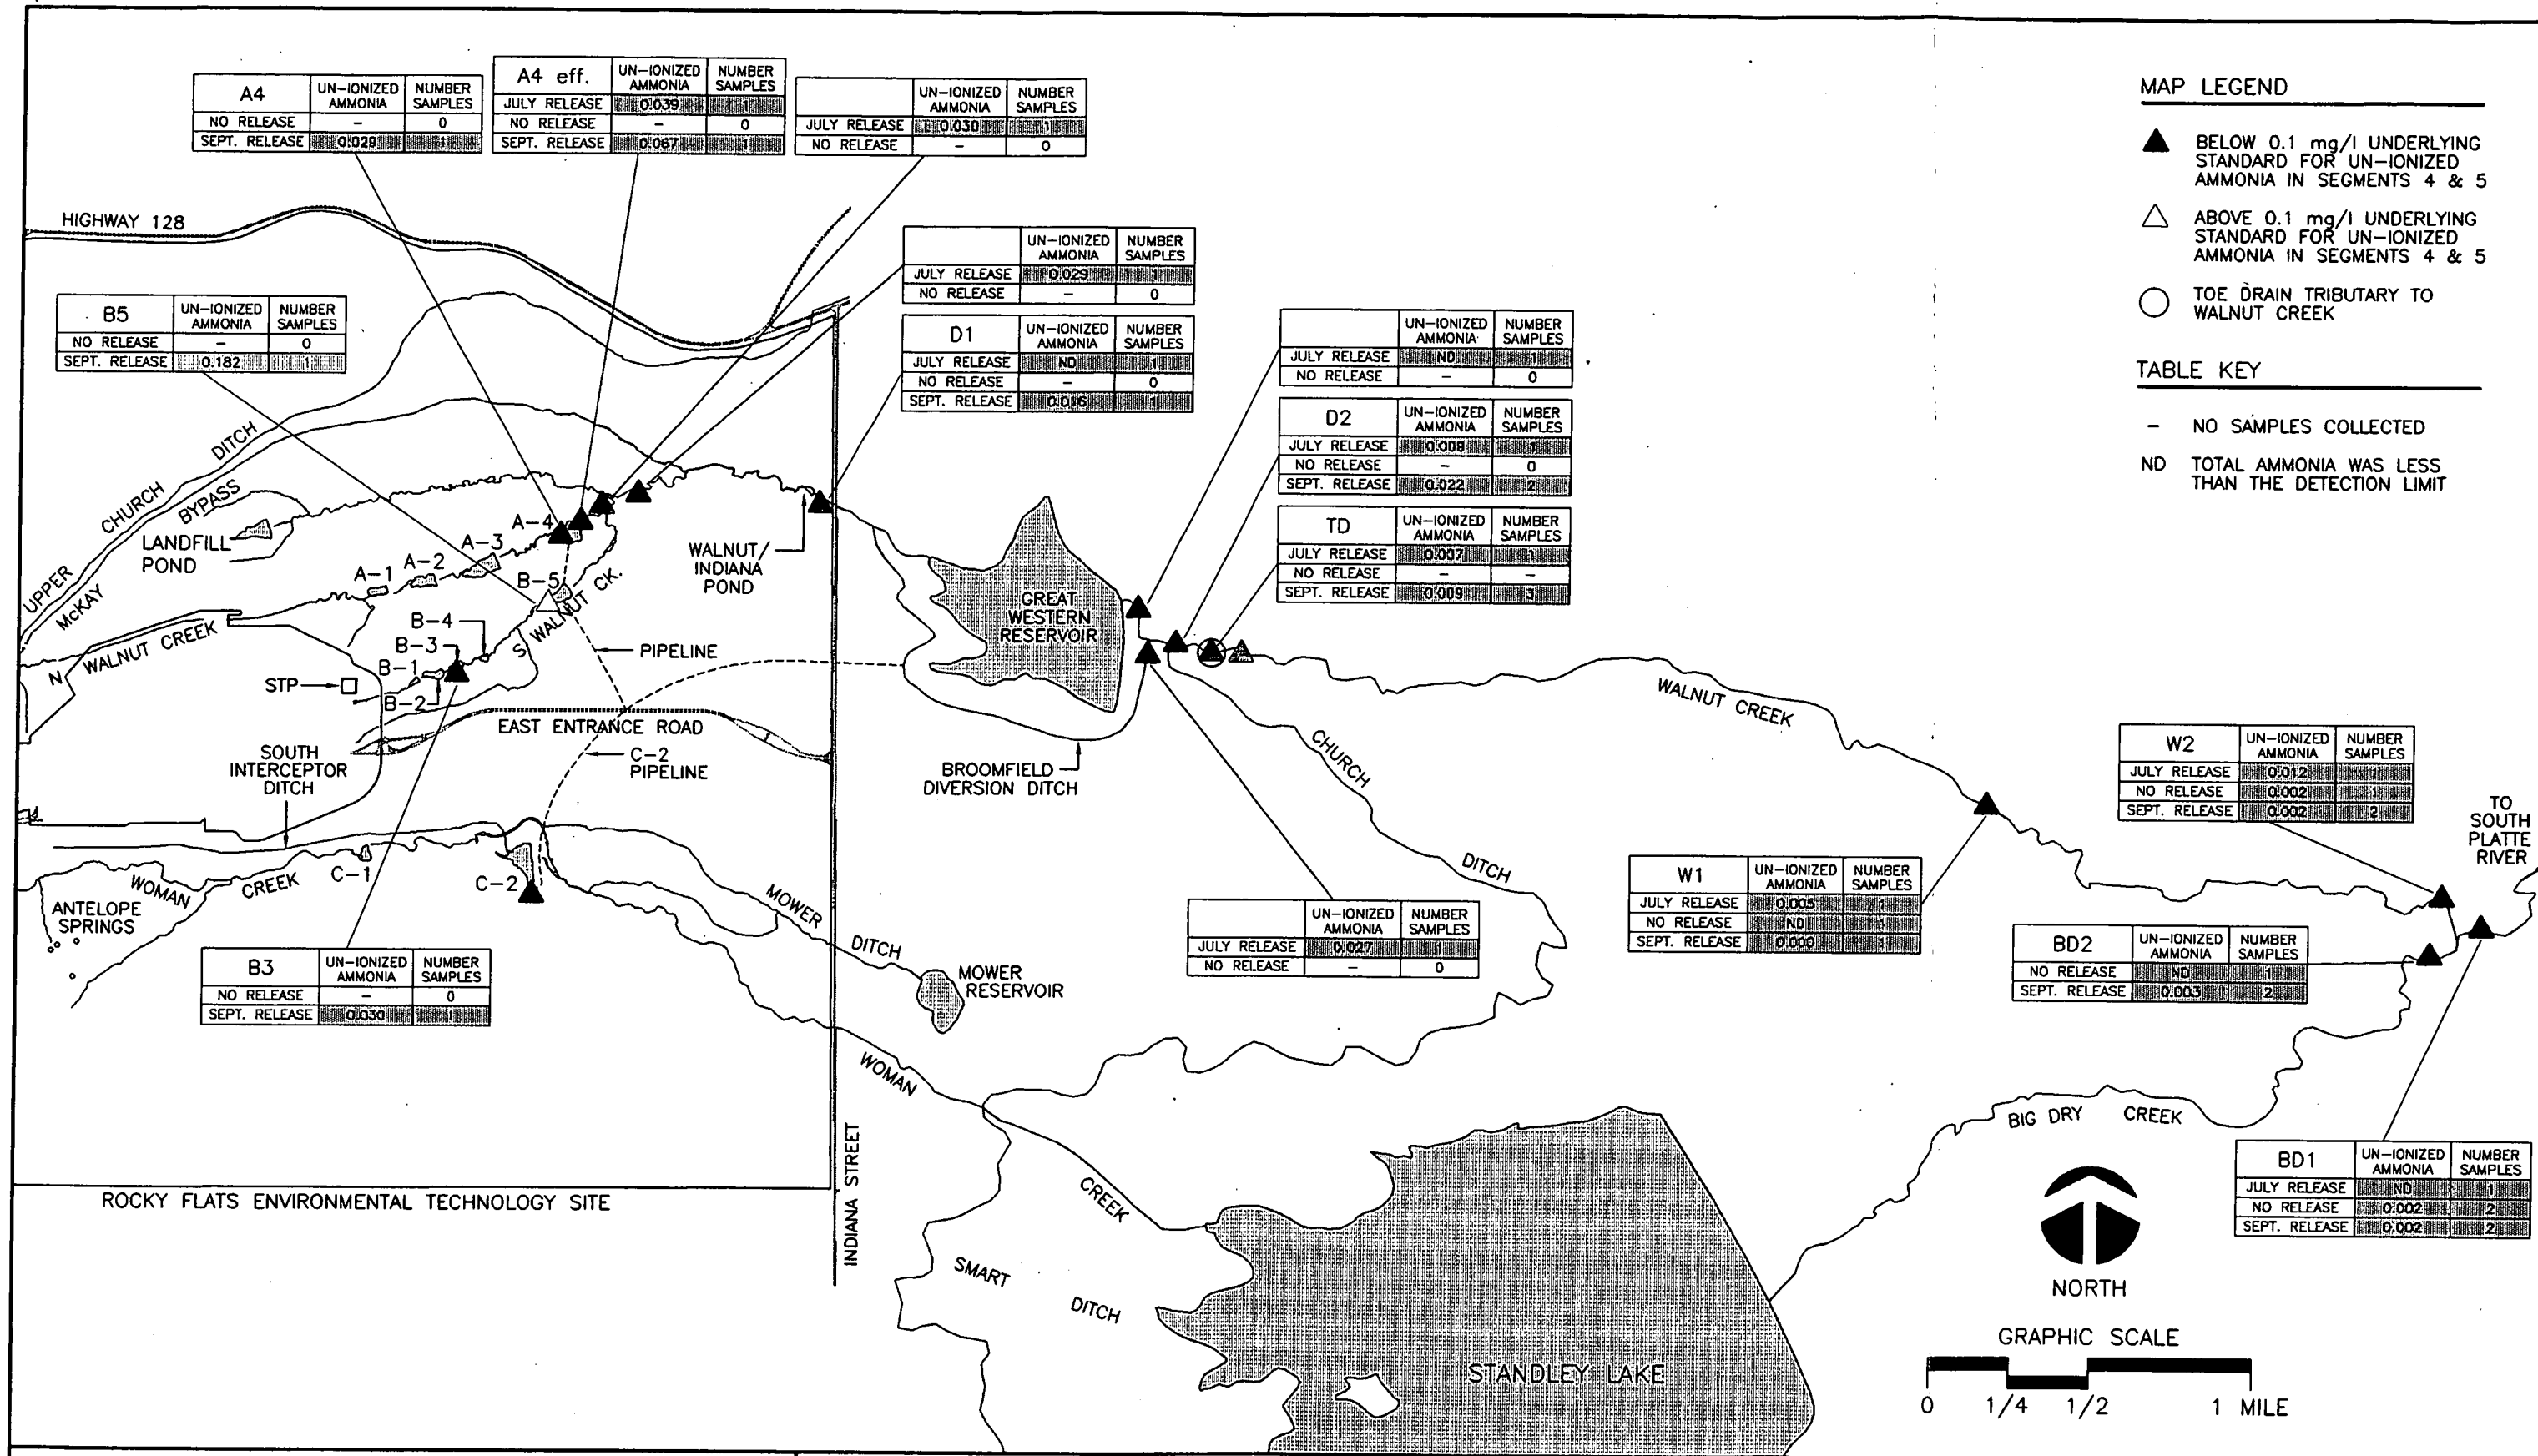 A4 UN-IONIZED AMMONIA NUMBER SAMPLES
NO RELEASE - 0
SEPT. RELEASE 0.029 1
A4 eff. UN-IONIZED AMMONIA NUMBER SAMPLES
JULY RELEASE 0.039 1
NO RELEASE - 0
SEPT. RELEASE 0.067 1
UN-IONIZED AMMONIA NUMBER SAMPLES
JULY RELEASE 0.030 1
NO RELEASE - 0
MAP LEGEND
BELOW 0.1 mg/l UNDERLYING
STANDARD FOR UN-IONIZED
AMMONIA IN SEGMENTS 4 & 5
ABOVE 0.1 mg/l UNDERLYING
STANDARD FOR UN-IONIZED
AMMONIA IN SEGMENTS 4 & 5
TOE DRAIN TRIBUTARY TO
WALNUT CREEK
TABLE KEY
- NO SAMPLES COLLECTED
ND TOTAL AMMONIA WAS LESS
THAN THE DETECTION LIMIT
HIGHWAY 128
UN-IONIZED AMMONIA NUMBER SAMPLES
JULY RELEASE 0.029 1
NO RELEASE - 0
B5 UN-IONIZED AMMONIA NUMBER SAMPLES
NO RELEASE - 0
SEPT. RELEASE 0.182 1
D1 UN-IONIZED AMMONIA NUMBER SAMPLES
JULY RELEASE ND 1
NO RELEASE - 0
SEPT. RELEASE 0.016 1
UN-IONIZED AMMONIA NUMBER SAMPLES
JULY RELEASE ND 1
NO RELEASE - 0
D2 UN-IONIZED AMMONIA NUMBER SAMPLES
JULY RELEASE 1
NO RELEASE - 0
SEPT. RELEASE 0.022 2
TD UN-IONIZED AMMONIA NUMBER SAMPLES
JULY RELEASE 0.007 1
NO RELEASE - -
SEPT. RELEASE 0.009 3
UPPER CHURCH DITCH
McKAY BYPASS
LANDFILL
POND
A-1
A-2
A-3
A-4
B-5
WALNUT/
INDIANA
POND
GREAT
WESTERN
RESERVOIR
N WALNUT CREEK
S. WALNUT CK.
B-4
B-3
B-1
B-2
STP
PIPELINE
EAST ENTRANCE ROAD
C-2
PIPELINE
SOUTH
INTERCEPTOR
DITCH
BROOMFIELD
DIVERSION DITCH
WALNUT CREEK
CHURCH DITCH
W2 UN-IONIZED AMMONIA NUMBER SAMPLES
JULY RELEASE 0.012 1
NO RELEASE 0.002 1
SEPT. RELEASE 0.002 2
TO
SOUTH
PLATTE
RIVER
WOMAN CREEK
C-1
C-2
ANTELOPE
SPRINGS
MOWER DITCH
MOWER
RESERVOIR
W1 UN-IONIZED AMMONIA NUMBER SAMPLES
JULY RELEASE 0.005 1
NO RELEASE ND 1
SEPT. RELEASE 0.000 1
UN-IONIZED AMMONIA NUMBER SAMPLES
JULY RELEASE 0.027 1
NO RELEASE - 0
BD2 UN-IONIZED AMMONIA NUMBER SAMPLES
NO RELEASE ND 1
SEPT. RELEASE 0.003 2
B3 UN-IONIZED AMMONIA NUMBER SAMPLES
NO RELEASE - 0
SEPT. RELEASE 0.030 1
WOMAN CREEK
BIG DRY CREEK
BD1 UN-IONIZED AMMONIA NUMBER SAMPLES
JULY RELEASE ND 1
NO RELEASE 0.002 2
SEPT. RELEASE 0.002 2
ROCKY FLATS ENVIRONMENTAL TECHNOLOGY SITE
INDIANA STREET
SMART DITCH
STANDLEY LAKE
NORTH
GRAPHIC SCALE
0 1/4 1/2 1 MILE